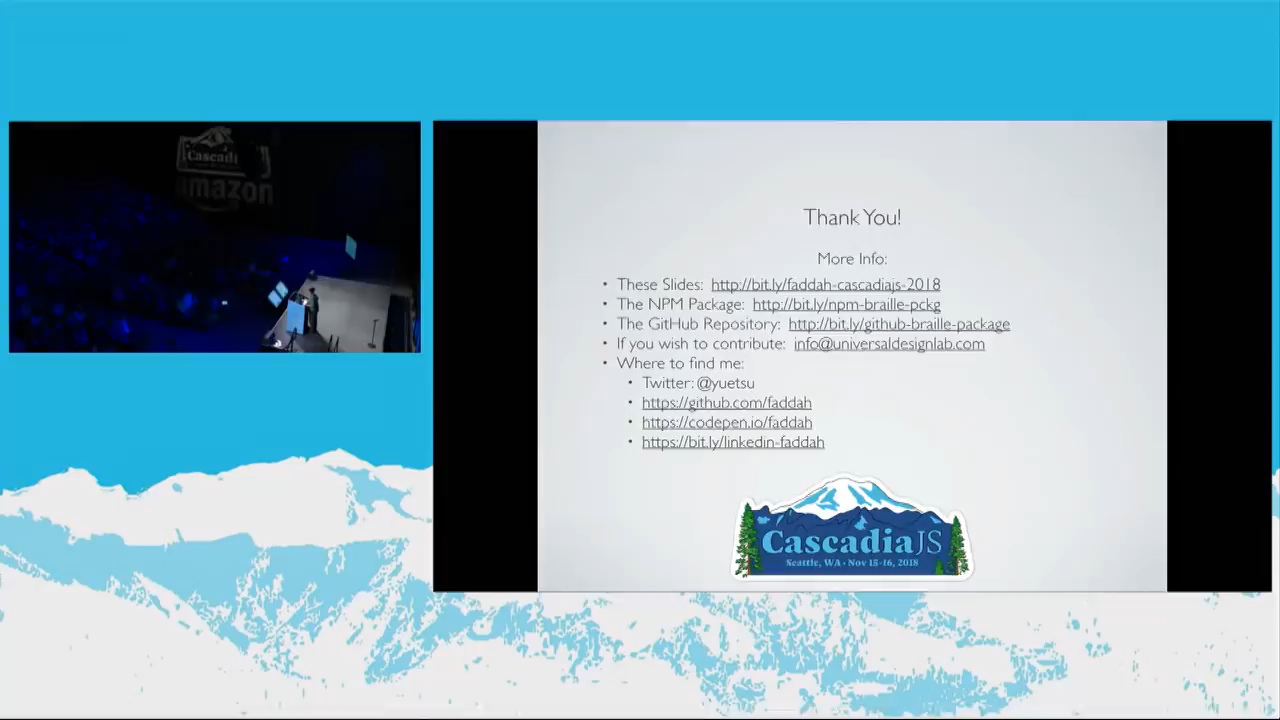 Cascadi
amazon
Thank You!
More Info:
• These Slides: http://bit.ly/faddah-cascadiajs-2018
• The NPM Package: http://bit.ly/npm-braille-pckg
• The GitHub Repository: http://bit.ly/github-braille-package
• If you wish to contribute: info@universaldesignlab.com
• Where to find me:
• Twitter: @yuetsu
• https://github.com/faddah
• https://codepen.io/faddah
• https://bit.ly/linkedin-faddah
CascadiaJS
Seattle, WA • Nov 15-16, 2018